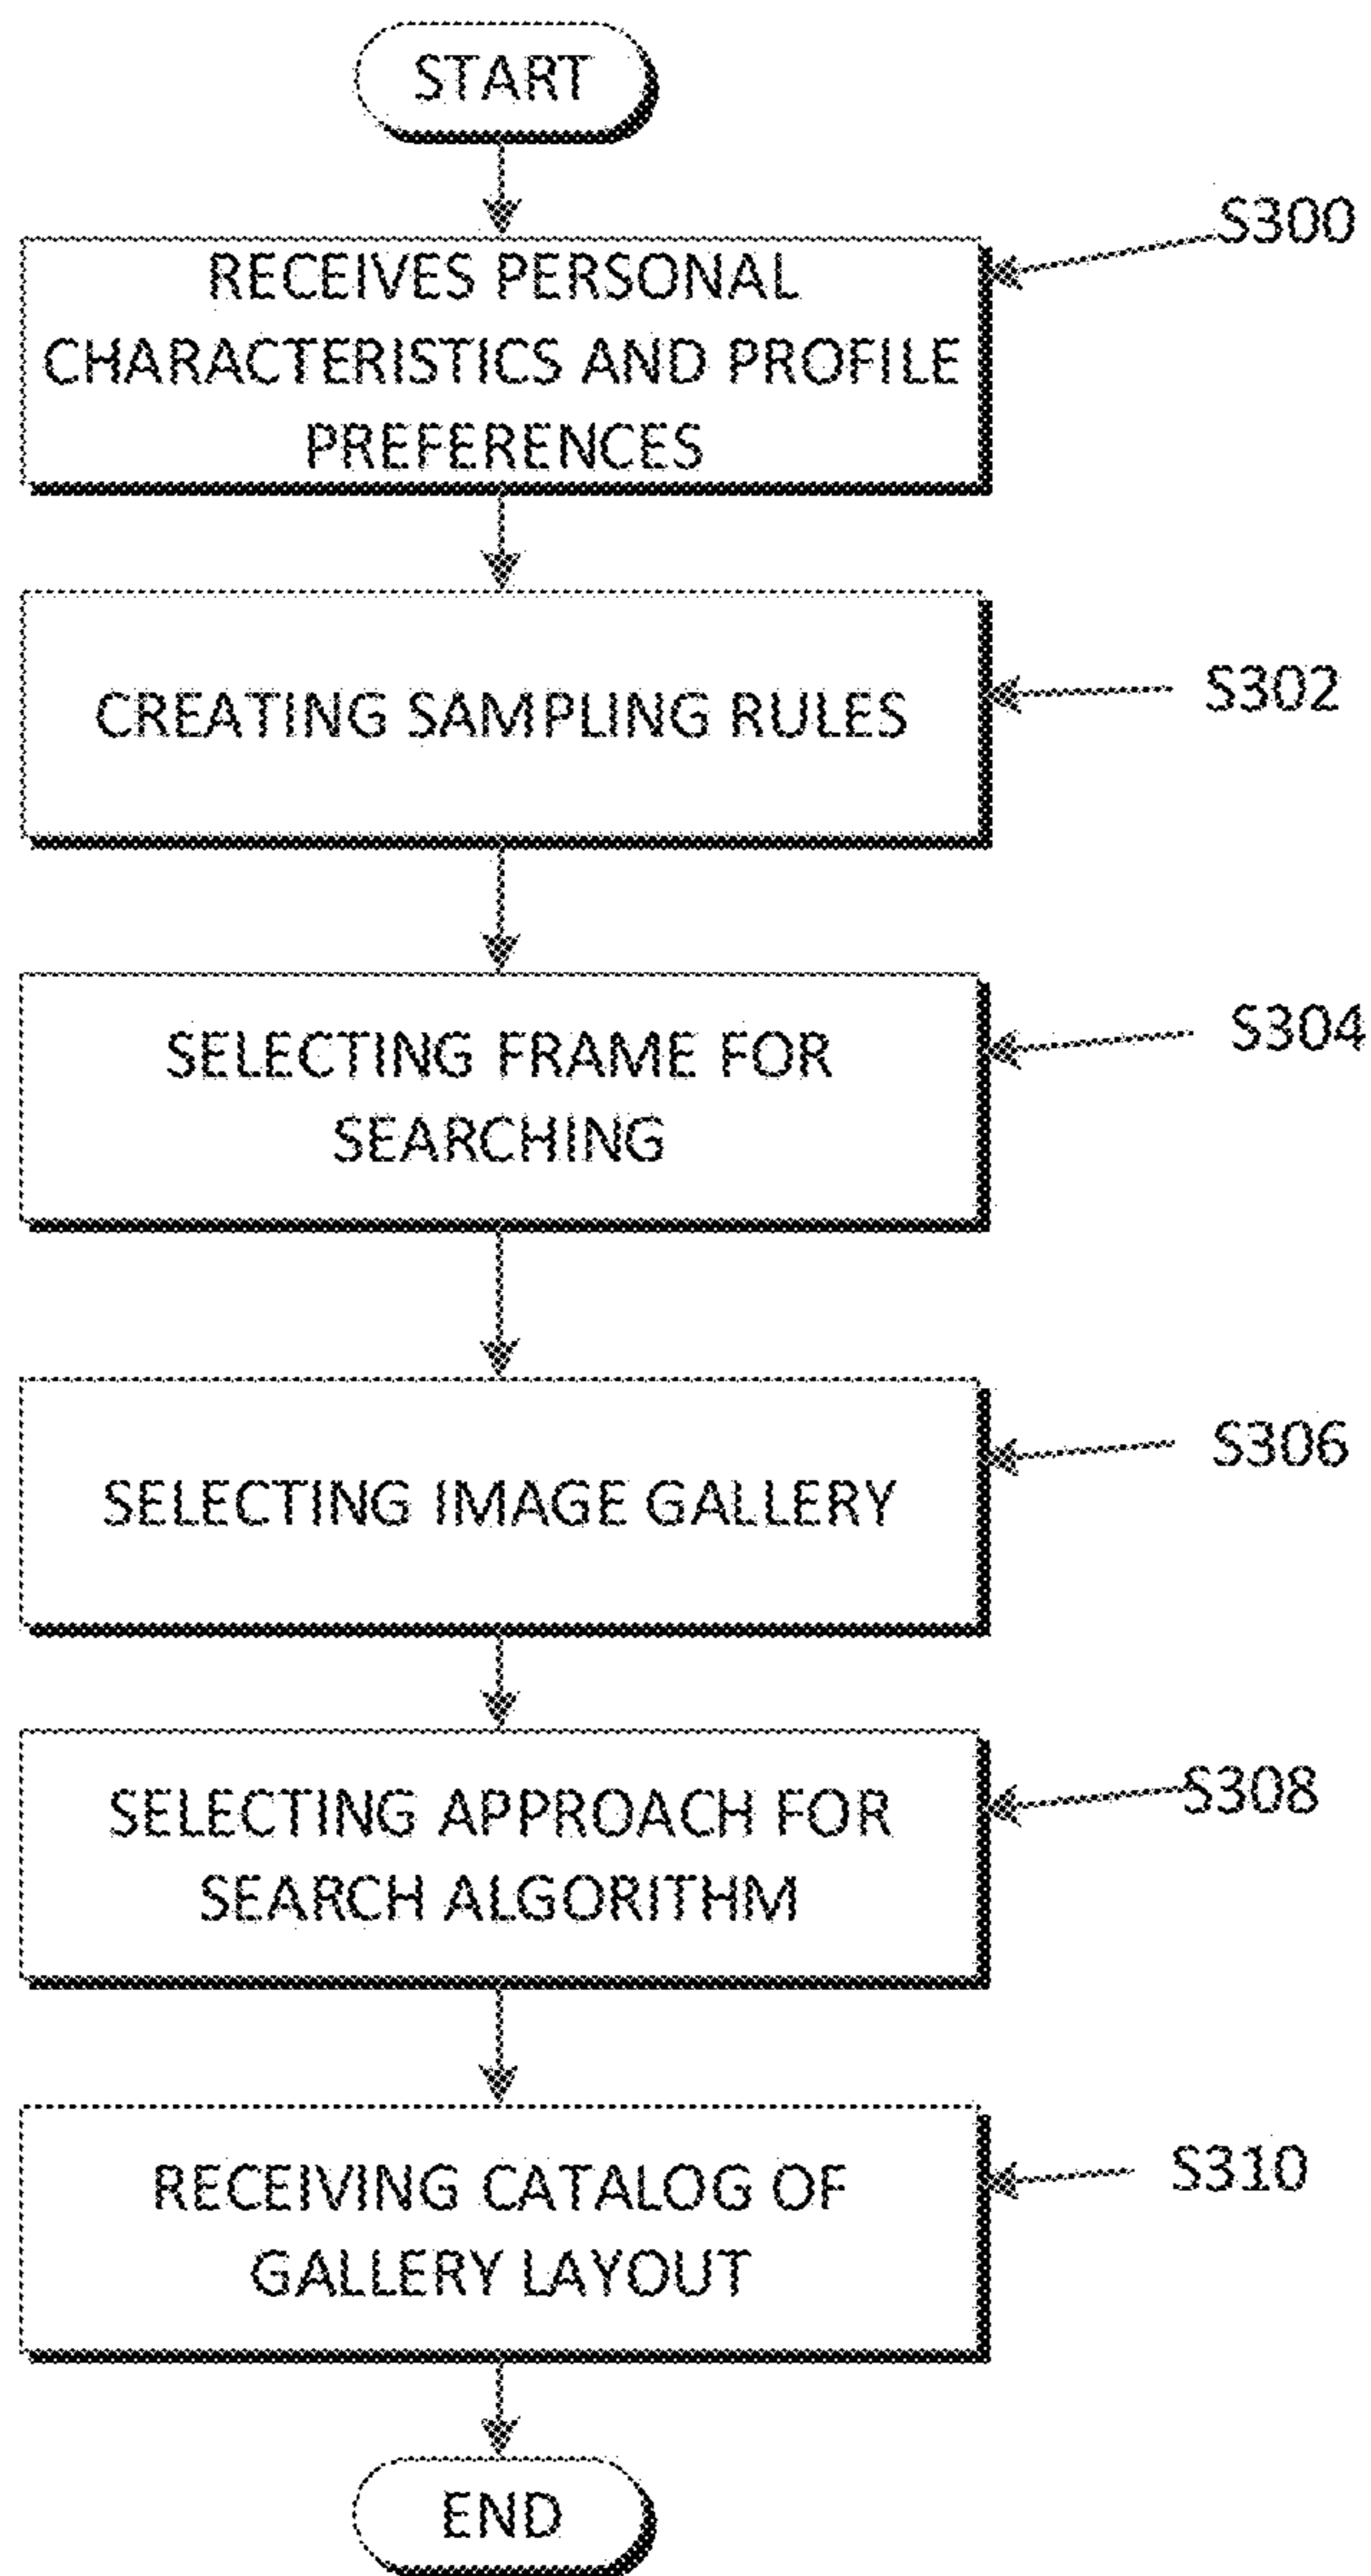 START
S300
RECEIVES PERSONAL
CHARACTERISTICS AND PROFILE
PREFERENCES
S302
CREATING SAMPLING RULES
S304
SELECTING FRAME FOR
SEARCHING
S306
SELECTING IMAGE GALLERY
S308
SELECTING APPROACH FOR
SEARCH ALGORITHM
S310
RECEIVING CATALOG OF
GALLERY LAYOUT
END